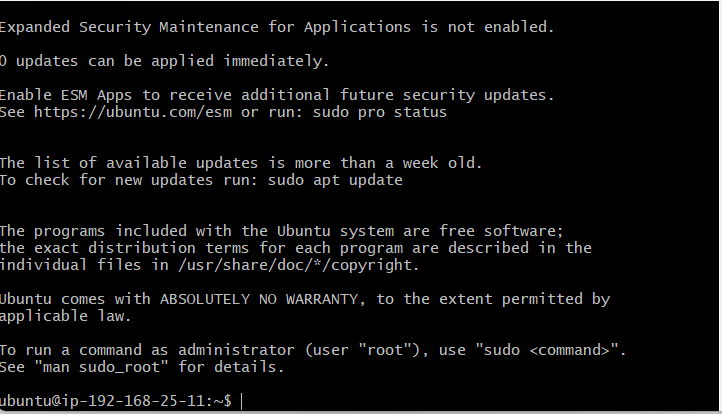 Expanded Security Maintenance for Applications is not enabled.
0 updates can be applied immediately.
Enable ESM Apps to receive additional future security updates.
See https://ubuntu.com/esm or run: sudo pro status
The list of available updates is more than a week old.
To check for new updates run: sudo apt update
The programs included with the Ubuntu system are free software;
the exact distribution terms for each program are described in the
individual files in /usr/share/doc/*/copyright.
Ubuntu comes with ABSOLUTELY NO WARRANTY, to the extent permitted by
applicable law.
To run a command as administrator (user "root"), use "sudo <command>".
See "man sudo_root" for details.
ubuntu@ip-192-168-25-11:~$